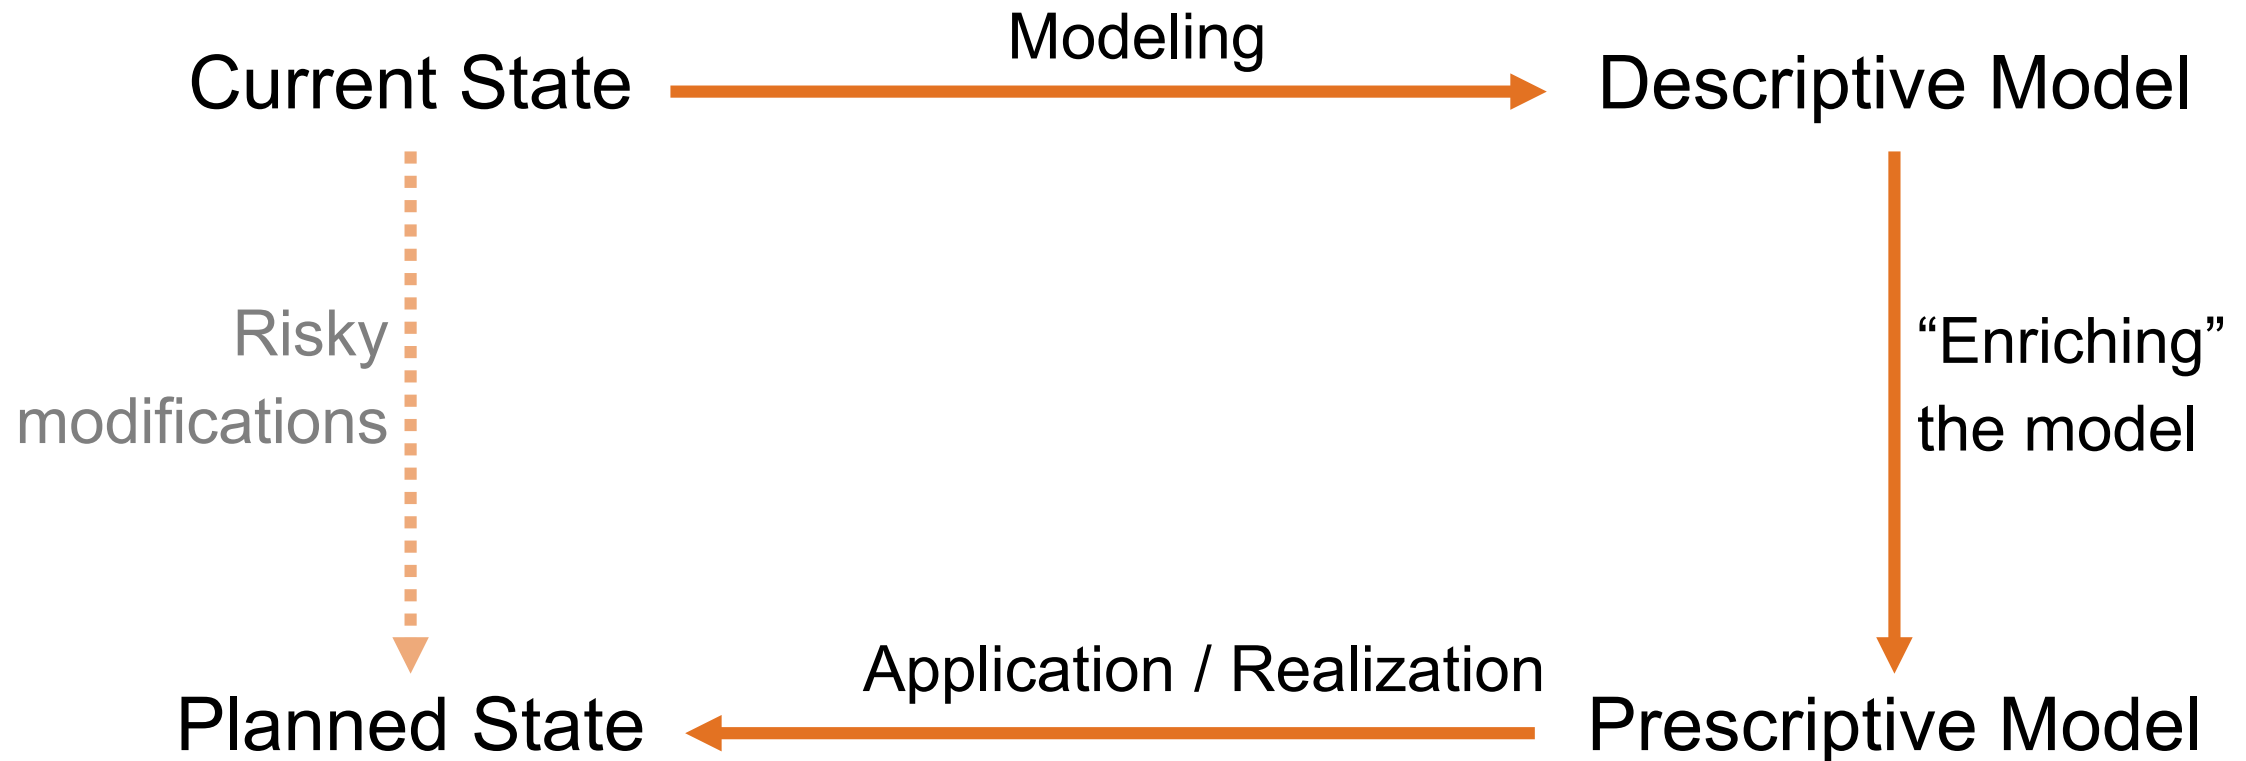 Modeling
Current State
Descriptive Model
Risky
modifications
“Enriching”
the model
Application / Realization
Planned State
Prescriptive Model